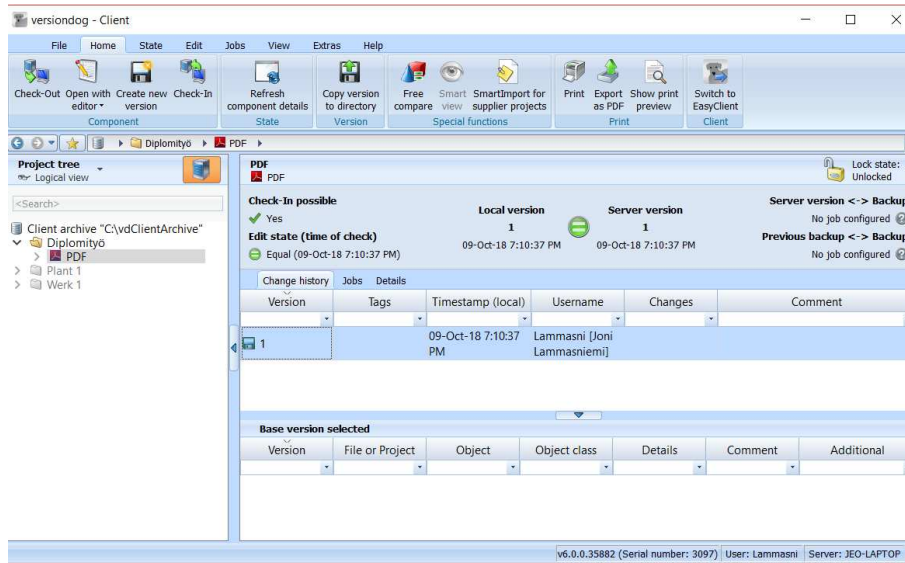 versiondog - Client
File Home State Edit Jobs View Extras Help
Check-Out Open with editor Create new version Check-In
Refresh component details
Copy version to directory
Free compare Smart view SmartImport for supplier projects
Print Export as PDF Show print preview
Switch to EasyClient
Component State Version Special functions Print Client
Diplomityö PDF
Project tree
Logical view
<Search>
Client archive "C:\vdClientArchive"
Diplomityö
PDF
Plant 1
Werk 1
PDF
PDF
Lock state:
Unlocked
Check-In possible
Yes
Edit state (time of check)
Equal (09-Oct-18 7:10:37 PM)
Local version
1
09-Oct-18 7:10:37 PM
Server version
1
09-Oct-18 7:10:37 PM
Server version <-> Backup
No job configured
Previous backup <-> Backup
No job configured
Change history Jobs Details
Version Tags Timestamp (local) Username Changes Comment
1 09-Oct-18 7:10:37 PM Lammasni [Joni Lammasniemi]
Base version selected
Version File or Project Object Object class Details Comment Additional
v6.0.0.35882 (Serial number: 3097) User: Lammasni Server: JEO-LAPTOP